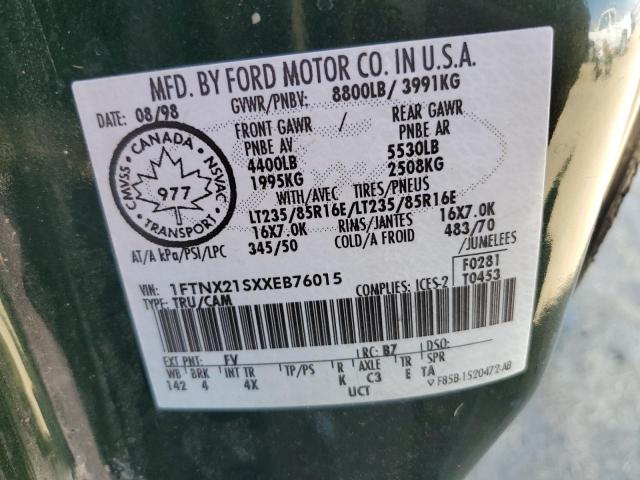 MFD. BY FORD MOTOR CO. IN U.S.A.
DATE: 08/98 GVWR/PNBV: 8800LB/ 3991KG
FRONT GAWR / REAR GAWR
PNBE AV PNBE AR
4400LB 5530LB
1995KG 2508KG
WITH/AVEC TIRES/PNEUS
LT235/85R16E/LT235/85R16E
16X7.0K RIMS/JANTES 16X7.0K
AT/A kPa/PSI/LPC 345/50 COLD/A FROID 483/70
/JUMELEES
CANADA
CMVSS 977 NSVAC
TRANSPORT
VIN: 1FTNX21SXXEB76015 COMPLIES: ICES-2 F0281
TYPE: TRU/CAM T0453
EXT PNT: FV RC: B7 DSO:
WB BRK INT TR TP/PS R AXLE TR SPR
142 4 4X K C3 E TA
UCT ▽ F85B-1520472-AB